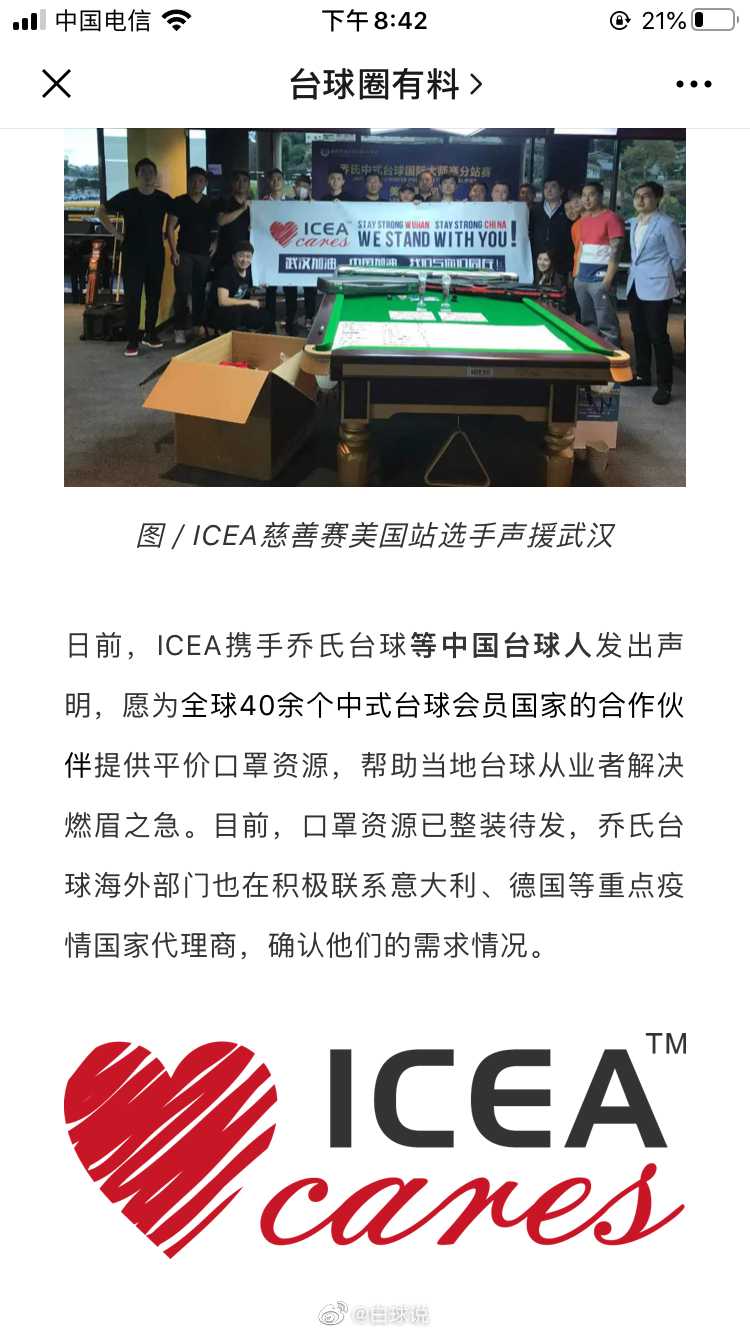 中国电信
下午8:42
21%
台球圈有料
乔氏中式台球国际大师赛分站赛
ICEA
cares
STAY STRONG WUHAN STAY STRONG CHINA
WE STAND WITH YOU!
武汉加油 中国加油 我们与你们同在!
图 / ICEA慈善赛美国站选手声援武汉
日前，ICEA携手乔氏台球等中国台球人发出声
明，愿为全球40余个中式台球会员国家的合作伙
伴提供平价口罩资源，帮助当地台球从业者解决
燃眉之急。目前，口罩资源已整装待发，乔氏台
球海外部门也在积极联系意大利、德国等重点疫
情国家代理商，确认他们的需求情况。
ICEA™
cares
@白球说